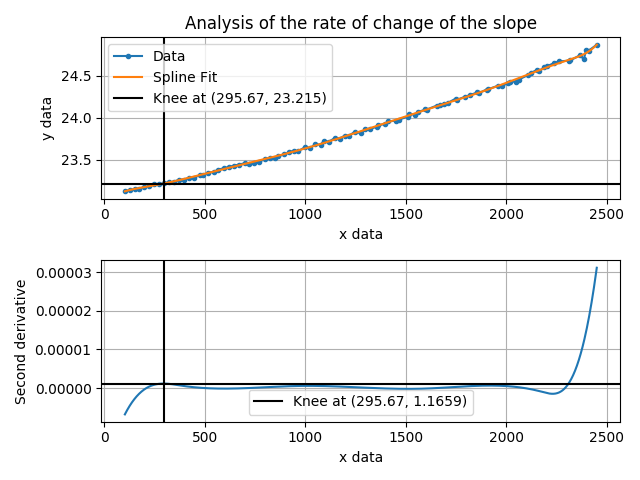 Analysis of the rate of change of the slope
Data
Spline Fit
Knee at (295.67, 23.215)
y data
24.5
24.0
23.5
0 500 1000 1500 2000 2500
x data
Second derivative
0.00003
0.00002
0.00001
0.00000
Knee at (295.67, 1.1659)
0 500 1000 1500 2000 2500
x data